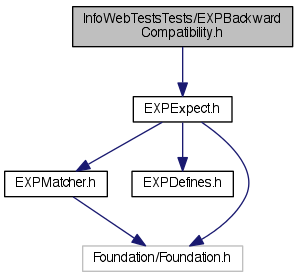 InfoWebTestsTests/EXPBackward
Compatibility.h
EXPExpect.h
EXPMatcher.h
EXPDefines.h
Foundation/Foundation.h